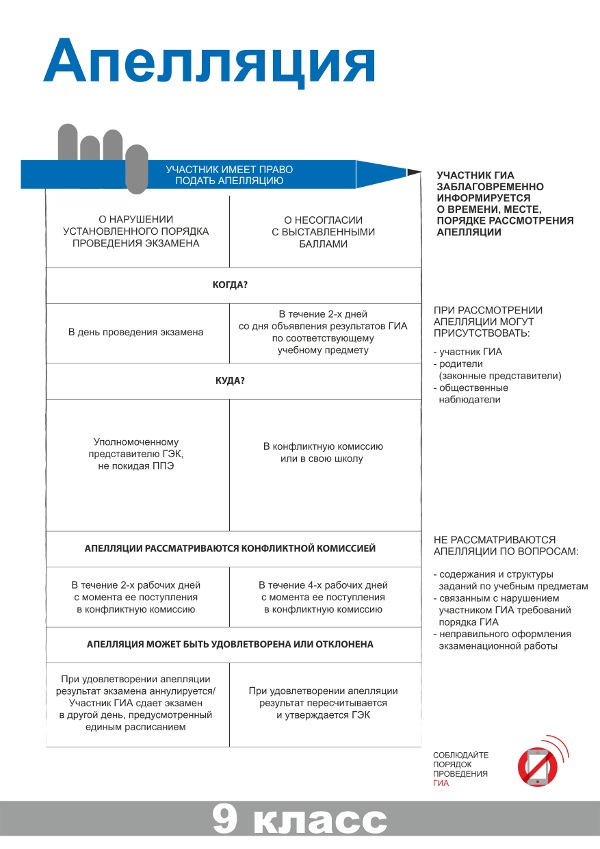 Апелляция
УЧАСТНИК ИМЕЕТ ПРАВО
ПОДАТЬ АПЕЛЛЯЦИЮ
О НАРУШЕНИИ
УСТАНОВЛЕННОГО ПОРЯДКА
ПРОВЕДЕНИЯ ЭКЗАМЕНА
О НЕСОГЛАСИИ
С ВЫСТАВЛЕННЫМИ
БАЛЛАМИ
КОГДА?
В день проведения экзамена
В течение 2-х дней
со дня объявления результатов ГИА
по соответствующему
учебному предмету
КУДА?
Уполномоченному
представителю ГЭК,
не покидая ППЭ
В конфликтную комиссию
или в свою школу
АПЕЛЛЯЦИИ РАССМАТРИВАЮТСЯ КОНФЛИКТНОЙ КОМИССИЕЙ
В течение 2-х рабочих дней
с момента ее поступления
в конфликтную комиссию
В течение 4-х рабочих дней
с момента ее поступления
в конфликтную комиссию
АПЕЛЛЯЦИЯ МОЖЕТ БЫТЬ УДОВЛЕТВОРЕНА ИЛИ ОТКЛОНЕНА
При удовлетворении апелляции
результат экзамена аннулируется/
Участник ГИА сдает экзамен
в другой день, предусмотренный
единым расписанием
При удовлетворении апелляции
результат пересчитывается
и утверждается ГЭК
УЧАСТНИК ГИА
ЗАБЛАГОВРЕМЕННО
ИНФОРМИРУЕТСЯ
О ВРЕМЕНИ, МЕСТЕ,
ПОРЯДКЕ РАССМОТРЕНИЯ
АПЕЛЛЯЦИИ
ПРИ РАССМОТРЕНИИ
АПЕЛЛЯЦИИ МОГУТ
ПРИСУТСТВОВАТЬ:
- участник ГИА
- родители
(законные представители)
- общественные
наблюдатели
НЕ РАССМАТРИВАЮТСЯ
АПЕЛЛЯЦИИ ПО ВОПРОСАМ:
- содержания и структуры
заданий по учебным предметам
- связанным с нарушением
участником ГИА требований
порядка ГИА
- неправильного оформления
экзаменационной работы
СОБЛЮДАЙТЕ
ПОРЯДОК
ПРОВЕДЕНИЯ
ГИА
9 класс